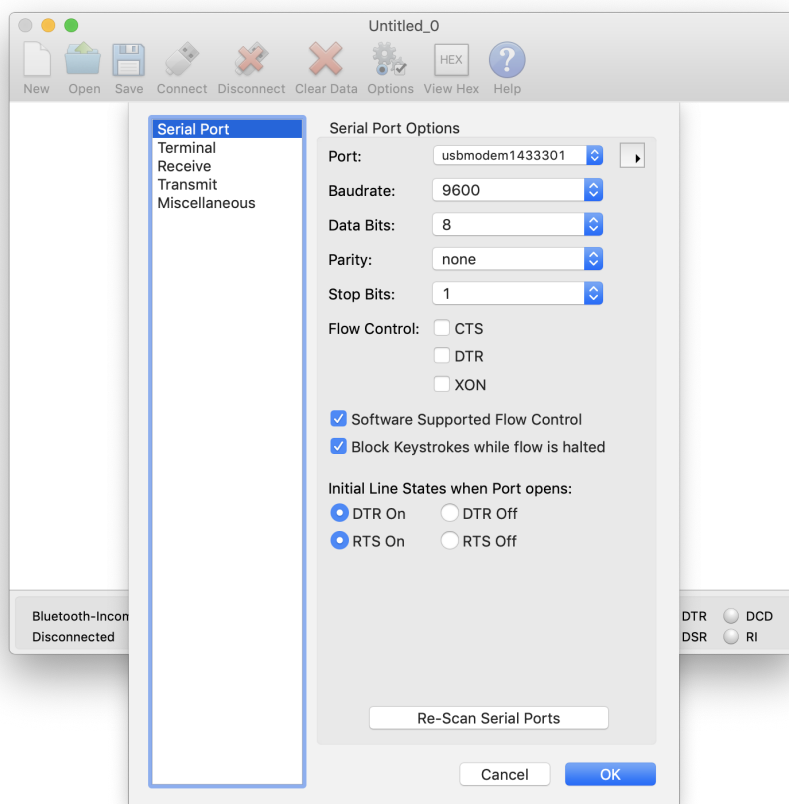 Untitled_0
HEX
New Open Save Connect Disconnect Clear Data Options View Hex Help
Serial Port
Terminal
Receive
Transmit
Miscellaneous
Serial Port Options
Port: usbmodem1433301
Baudrate: 9600
Data Bits: 8
Parity: none
Stop Bits: 1
Flow Control: CTS
DTR
XON
Software Supported Flow Control
Block Keystrokes while flow is halted
Initial Line States when Port opens:
DTR On DTR Off
RTS On RTS Off
Re-Scan Serial Ports
Cancel OK
Bluetooth-Incom
Disconnected
DTR DCD
DSR RI